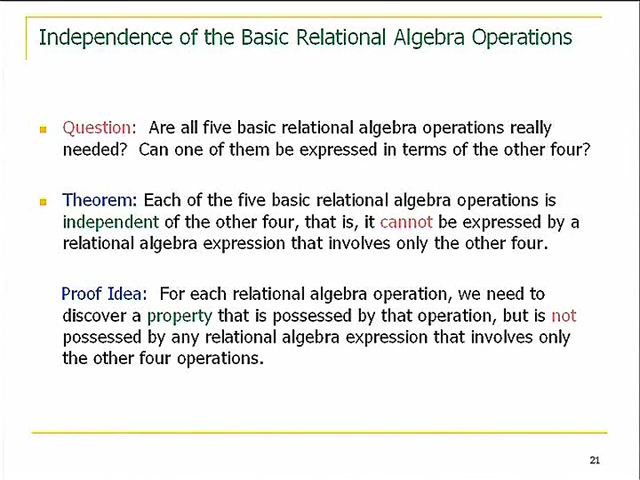 Independence of the Basic Relational Algebra Operations
Question: Are all five basic relational algebra operations really
needed? Can one of them be expressed in terms of the other four?
Theorem: Each of the five basic relational algebra operations is
independent of the other four, that is, it cannot be expressed by a
relational algebra expression that involves only the other four.
Proof Idea: For each relational algebra operation, we need to
discover a property that is possessed by that operation, but is not
possessed by any relational algebra expression that involves only
the other four operations.
21